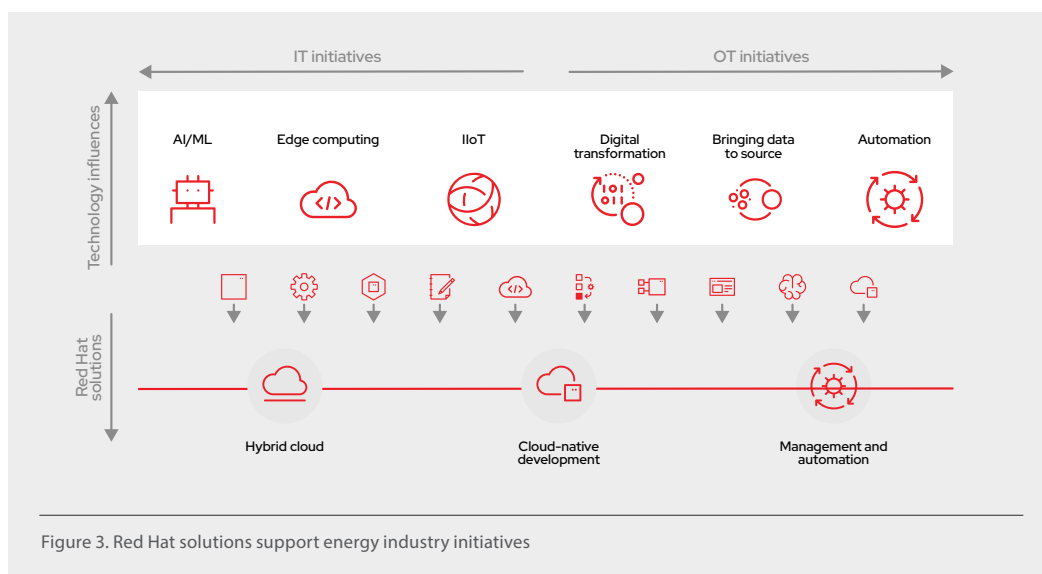 IT initiatives
OT initiatives
Technology influences
AI/ML
Edge computing
IIoT
Digital
transformation
Bringing data
to source
Automation
</>
</>
Red Hat
solutions
Hybrid cloud
Cloud-native
development
Management and
automation
Figure 3. Red Hat solutions support energy industry initiatives